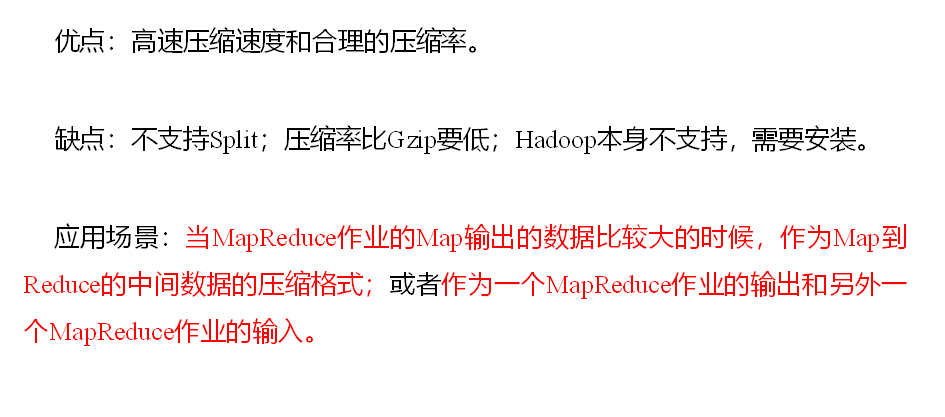 优点：高速压缩速度和合理的压缩率。
缺点：不支持Split；压缩率比Gzip要低；Hadoop本身不支持，需要安装。
应用场景：当MapReduce作业的Map输出的数据比较大的时候，作为Map到
Reduce的中间数据的压缩格式；或者作为一个MapReduce作业的输出和另外一
个MapReduce作业的输入。